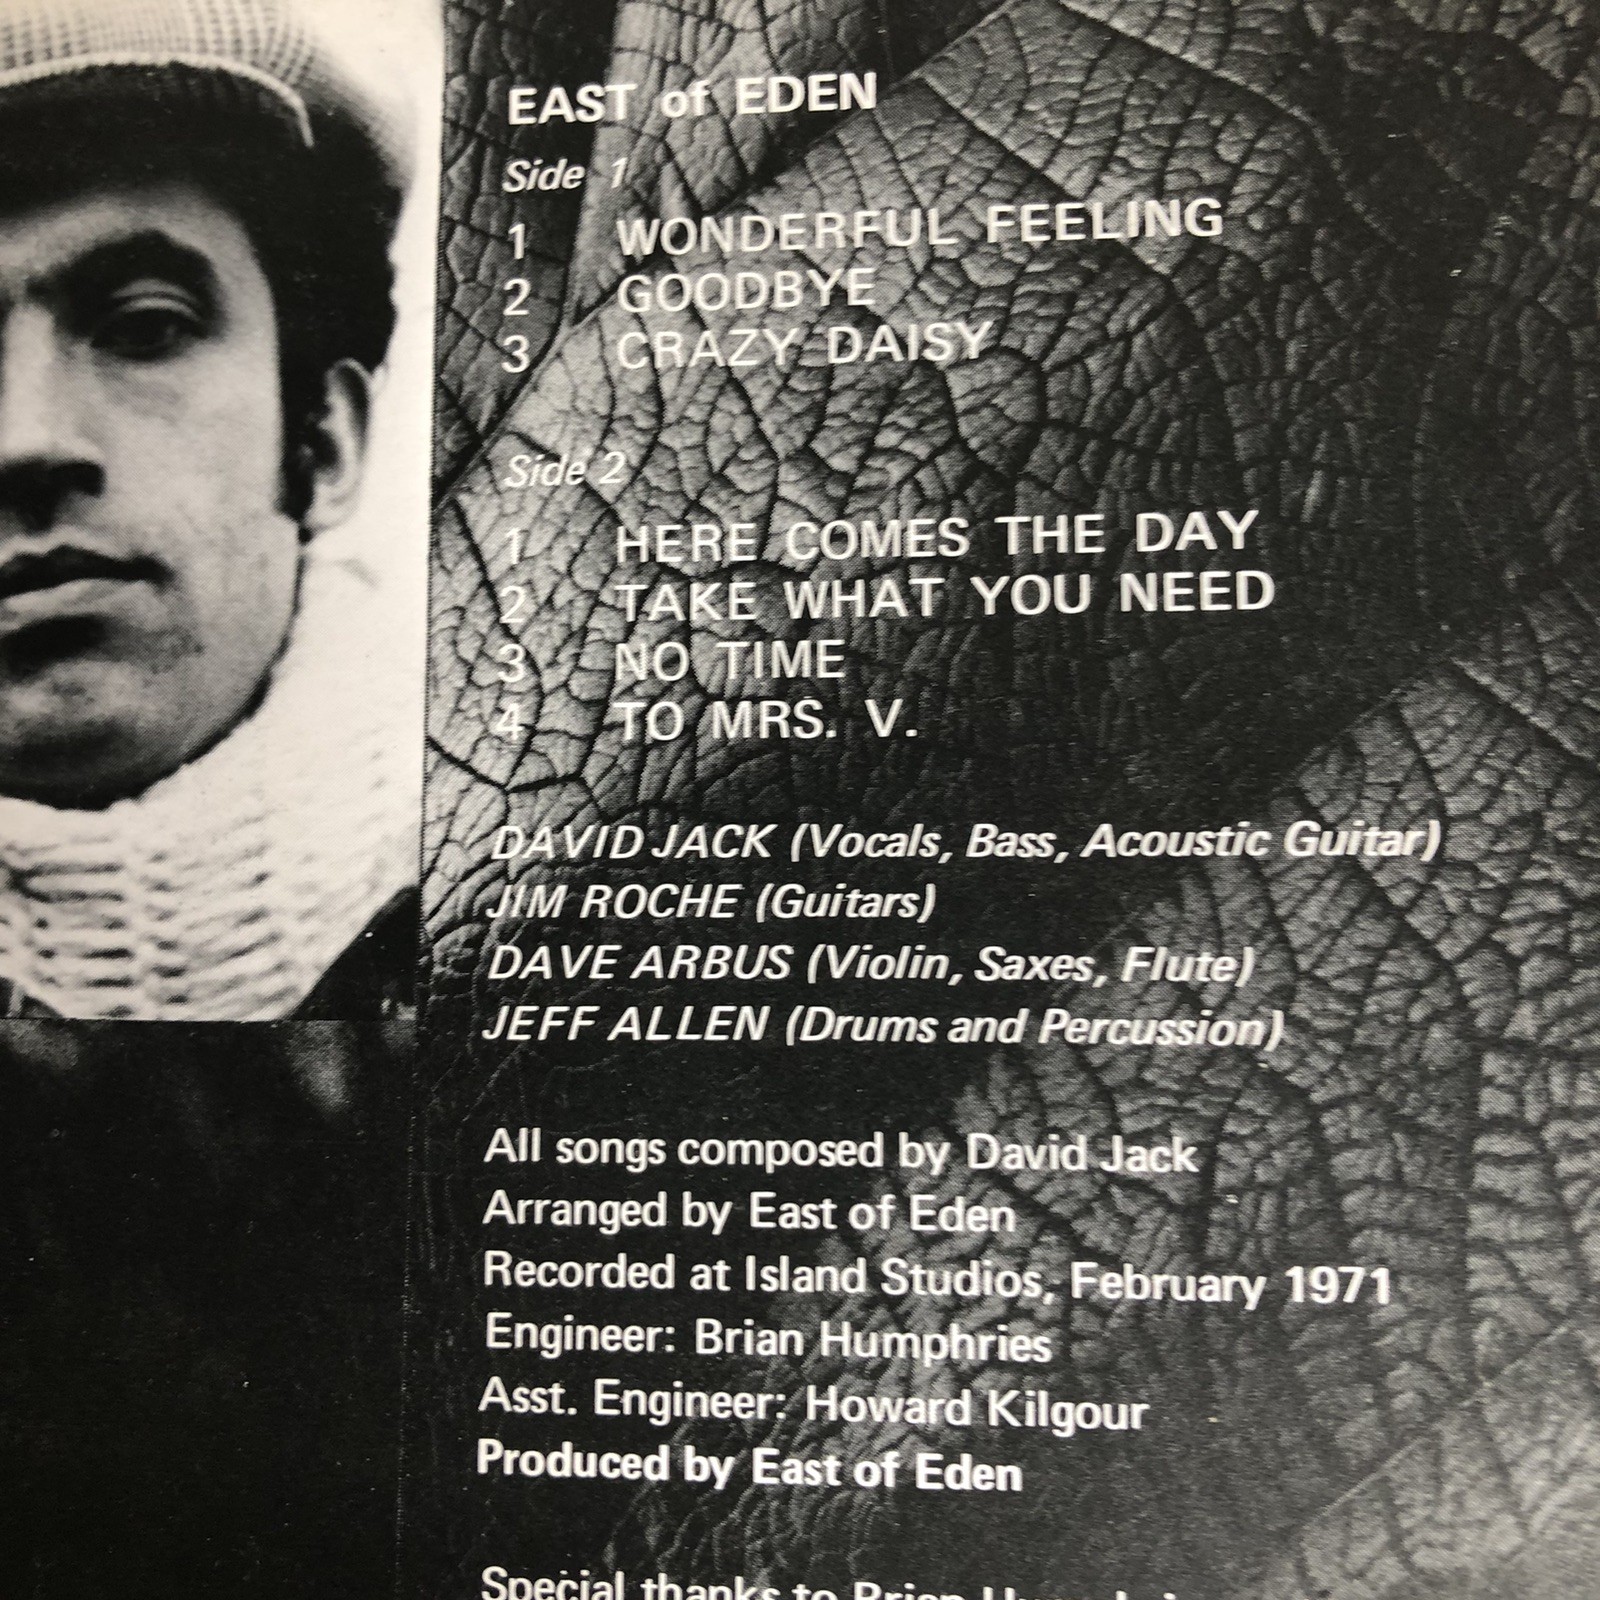 EAST of EDEN
Side 1
1 WONDERFUL FEELING
2 GOODBYE
3 CRAZY DAISY
Side 2
1 HERE COMES THE DAY
2 TAKE WHAT YOU NEED
3 NO TIME
4 TO MRS. V.
DAVID JACK (Vocals, Bass, Acoustic Guitar)
JIM ROCHE (Guitars)
DAVE ARBUS (Violin, Saxes, Flute)
JEFF ALLEN (Drums and Percussion)
All songs composed by David Jack
Arranged by East of Eden
Recorded at Island Studios, February 1971
Engineer: Brian Humphries
Asst. Engineer: Howard Kilgour
Produced by East of Eden
Special thanks to Brian